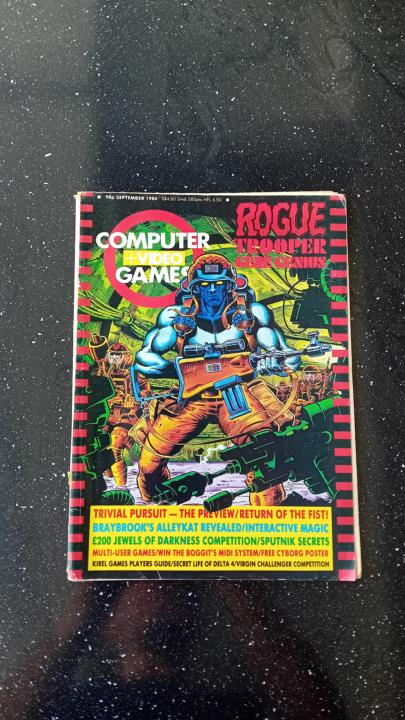 98p SEPTEMBER 1986
ROGUE
TROOPER
GENIUS
COMPUTER
+VIDEO
GAMES
TRIVIAL PURSUIT — THE PREVIEW/RETURN OF THE FIST!
BRAYBROOK'S ALLEYKAT REVEALED/INTERACTIVE MAGIC
£200 JEWELS OF DARKNESS COMPETITION/SPUTNIK SECRETS
MULTI-USER GAMES/WIN THE BOGGIT'S MIDI SYSTEM/FREE CYBORG POSTER
KIREL GAMES PLAYERS GUIDE/SECRET LIFE OF DELTA 4/VIRGIN CHALLENGER COMPETITION